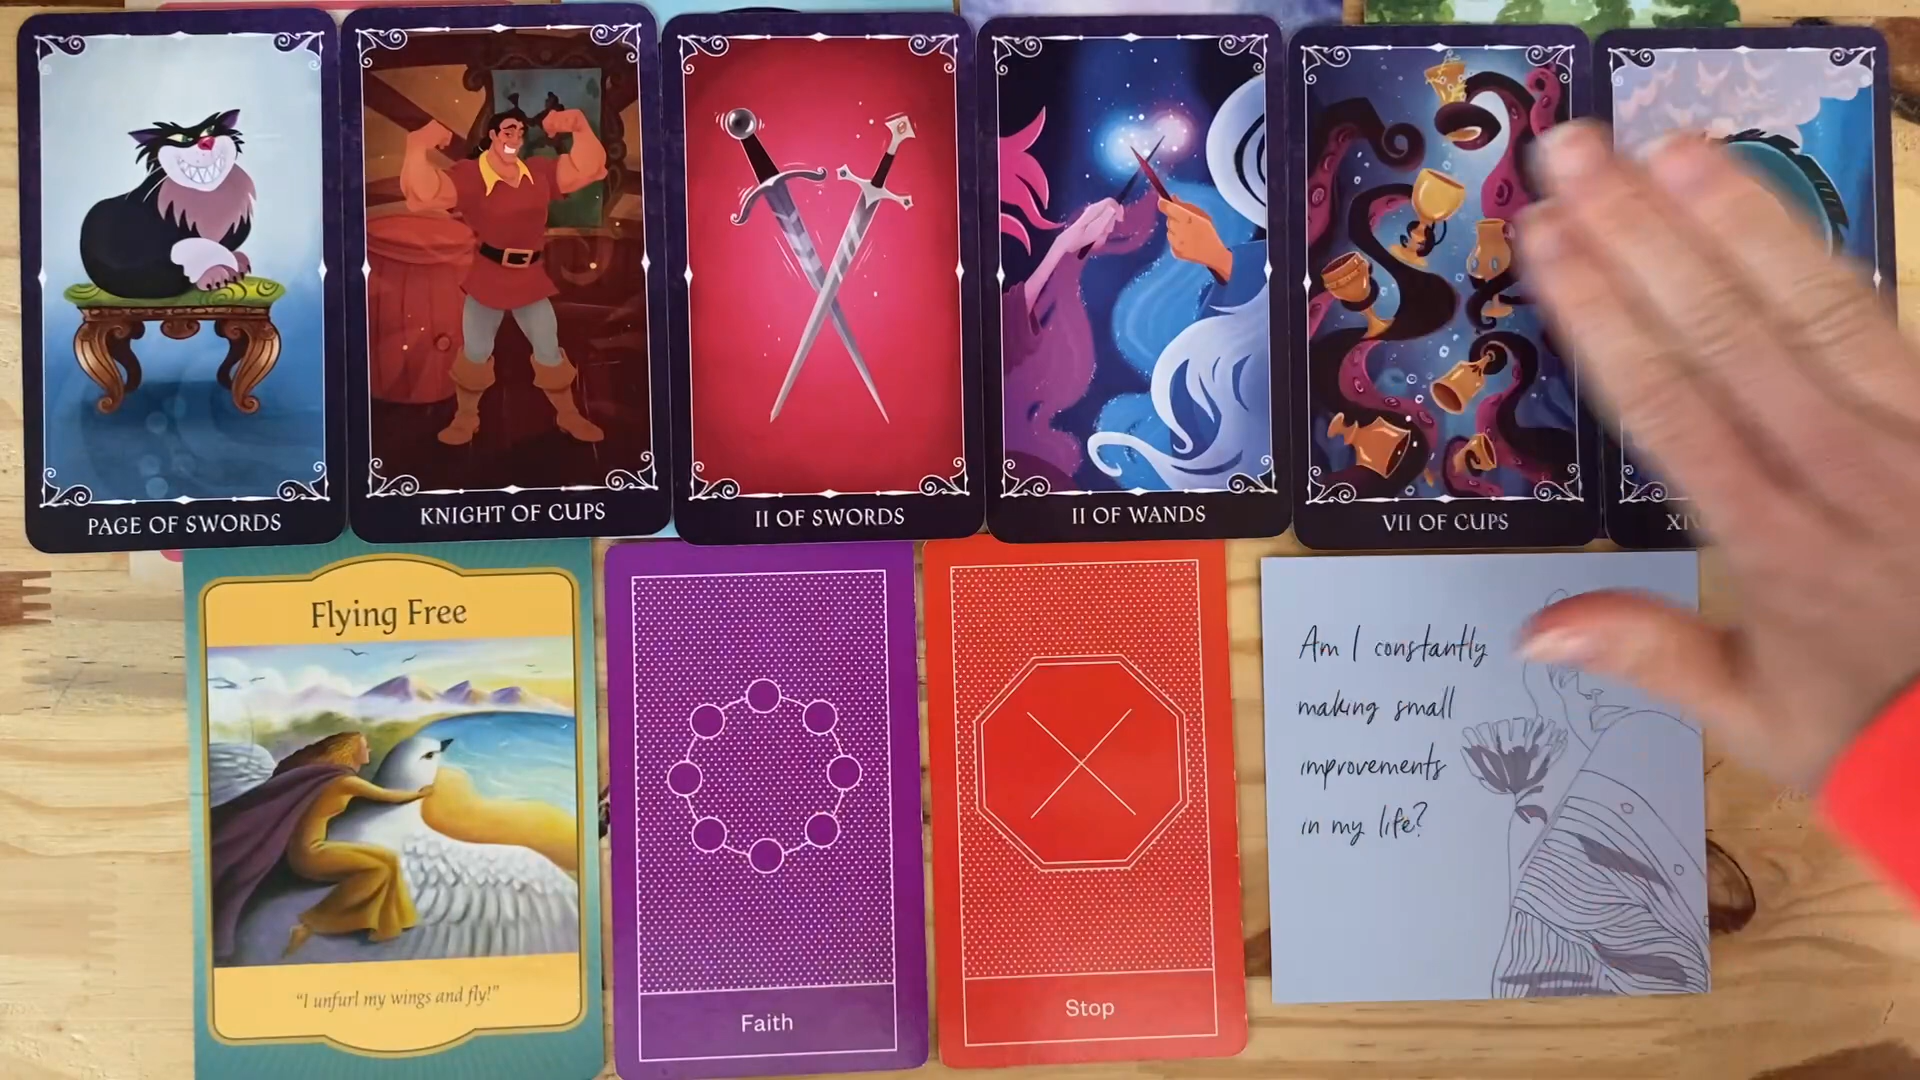 PAGE OF SWORDS
KNIGHT OF CUPS
II OF SWORDS
II OF WANDS
VII OF CUPS
Flying Free
"I unfurl my wings and fly!"
Faith
Stop
Am I constantly
making small
improvements
in my life?